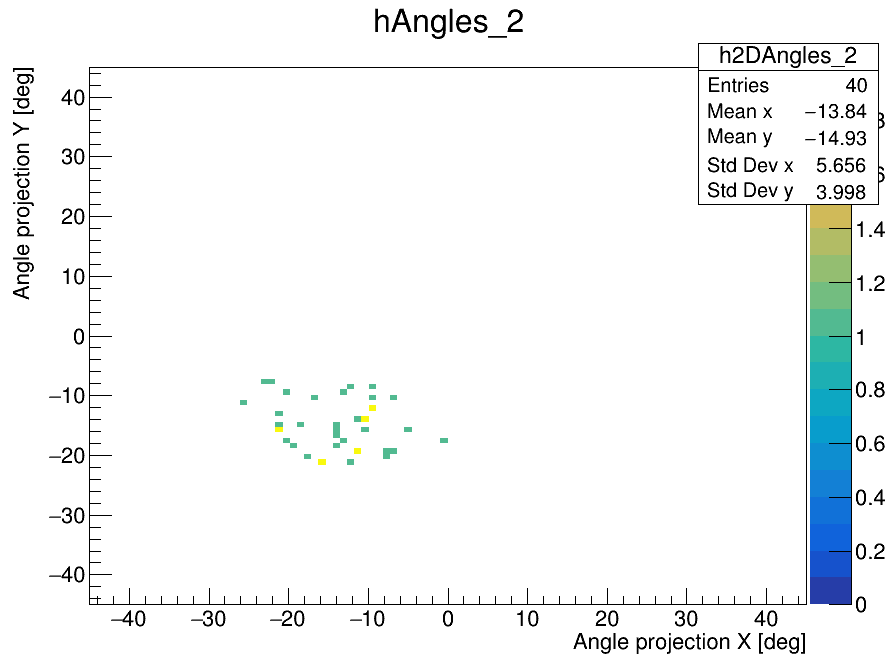 hAngles_2
h2DAngles_2
Entries 40
Mean x −13.84
Mean y −14.93
Std Dev x 5.656
Std Dev y 3.998
Angle projection Y [deg]
40
30
20
10
0
−10
−20
−30
−40
−40 −30 −20 −10 0 10 20 30 40
Angle projection X [deg]
1.4
1.2
1
0.8
0.6
0.4
0.2
0